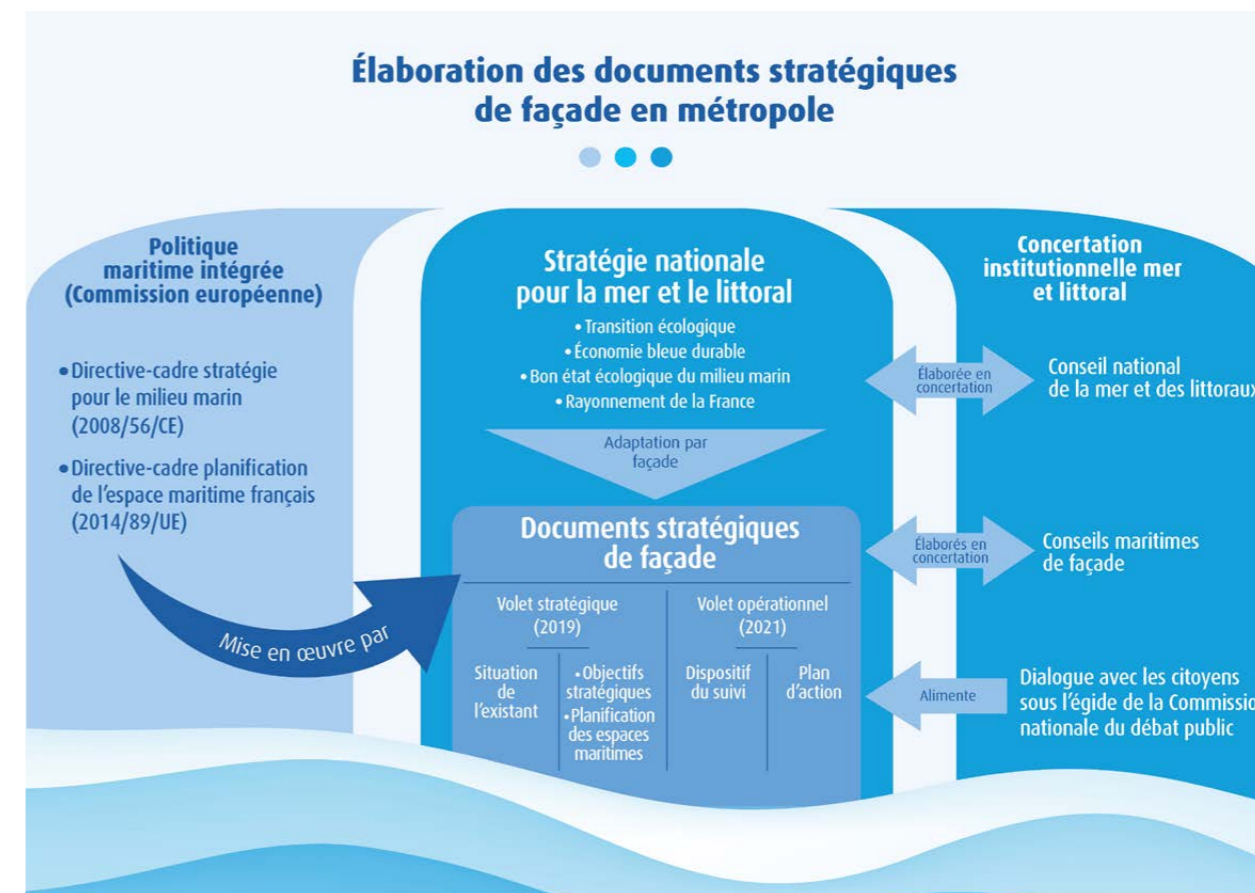 Élaboration des documents stratégiques
de façade en métropole
Politique
maritime intégrée
(Commission européenne)
• Directive-cadre stratégie
pour le milieu marin
(2008/56/CE)
• Directive-cadre planification
de l'espace maritime français
(2014/89/UE)
Mise en œuvre par
Stratégie nationale
pour la mer et le littoral
• Transition écologique
• Économie bleue durable
• Bon état écologique du milieu marin
• Rayonnement de la France
Adaptation par
façade
Documents stratégiques
de façade
Volet stratégique
(2019)
Situation
de
l'existant
• Objectifs
stratégiques
• Planification
des espaces
maritimes
Volet opérationnel
(2021)
Dispositif
du suivi
Plan
d'action
Concertation
institutionnelle mer
et littoral
Élaborée en
concertation
Conseil national
de la mer et des littoraux
Élaborés en
concertation
Conseils maritimes
de façade
Alimente
Dialogue avec les citoyens
sous l'égide de la Commissio
nationale du débat public